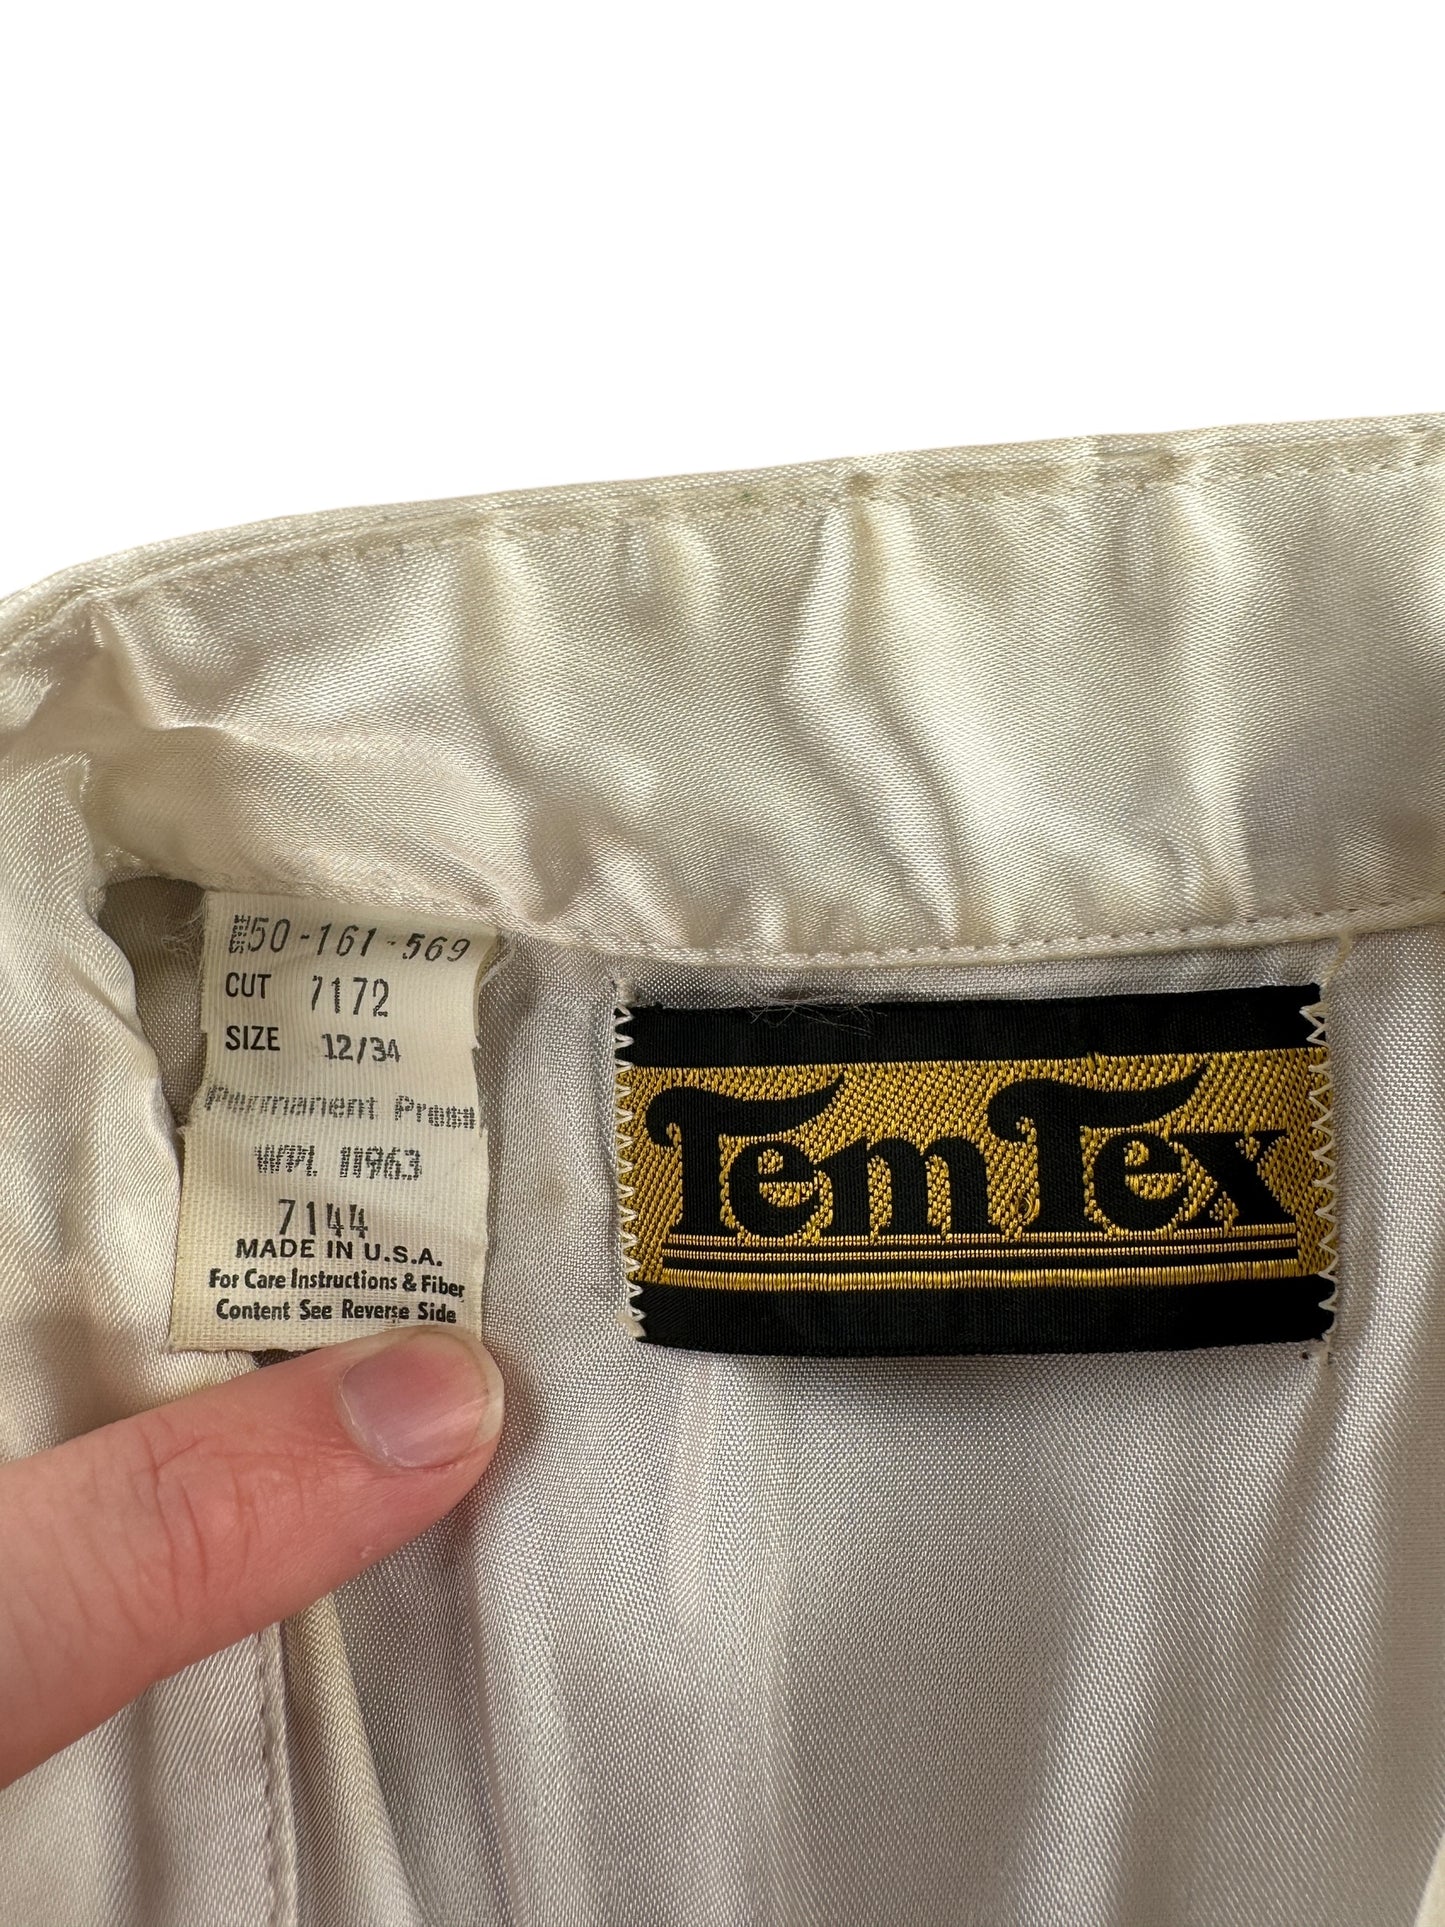 50-161-569
CUT 7172
SIZE 12/34
Permanent Press
WPL 11963
7144
MADE IN U.S.A.
For Care Instructions & Fiber
Content See Reverse Side
TemTex